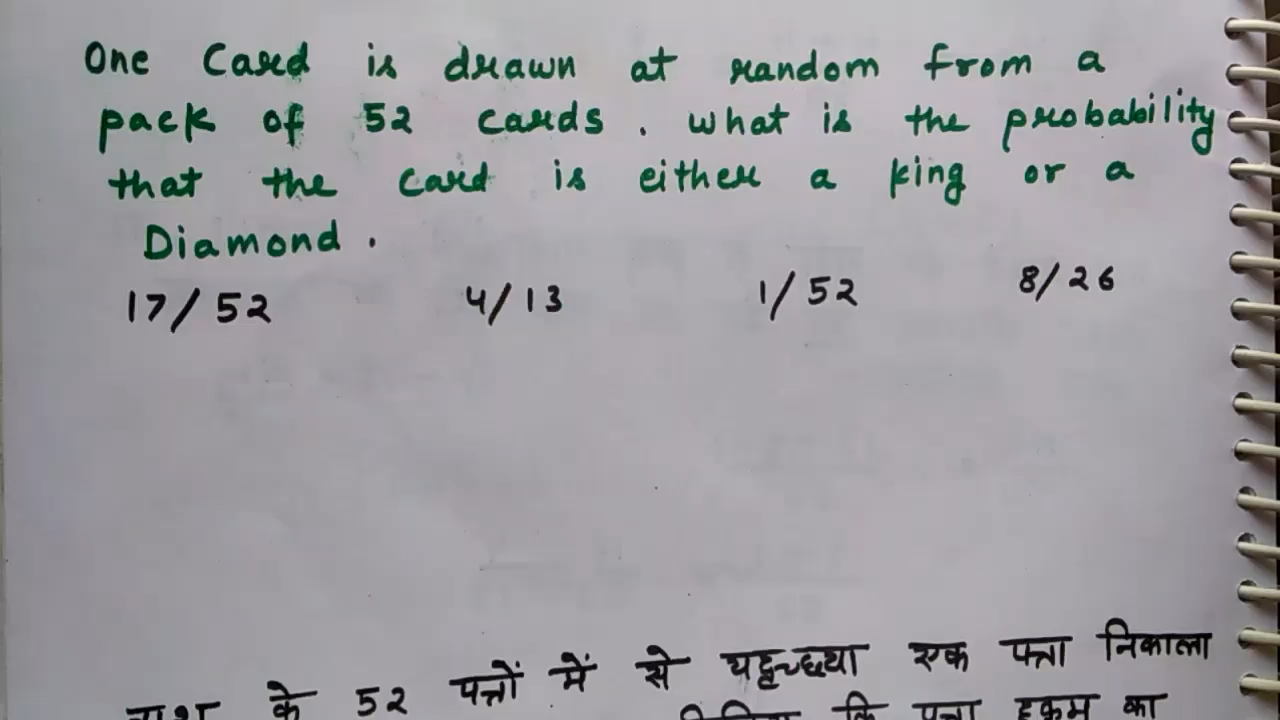 One Card is drawn at random from a
pack of 52 cards. what is the probability
that the card is either a king or a
Diamond.
17/52 4/13 1/52 8/26
ताश के 52 पत्तों में से यदृच्छया एक पत्ता निकाला
कि पत्ता हुकुम का